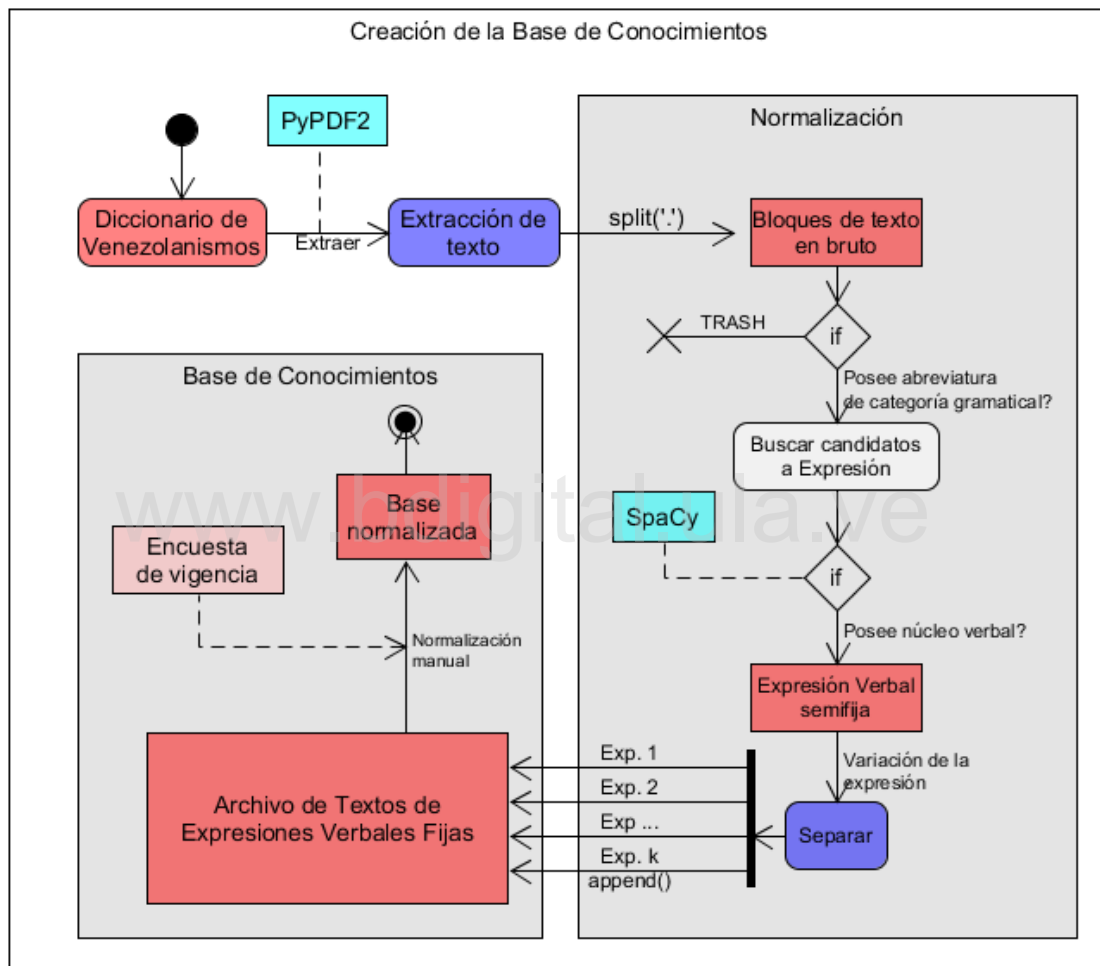 Creación de la Base de Conocimientos
PyPDF2
Diccionario de
Venezolanismos
Extraer
Extracción de
texto
split('.')
Normalización
Bloques de texto
en bruto
if
TRASH
Posee abreviatura
de categoría gramatical?
Buscar candidatos
a Expresión
SpaCy
if
Posee núcleo verbal?
Expresión Verbal
semifija
Variación de la
expresión
Separar
Exp. 1
Exp. 2
Exp ...
Exp. k
append()
Base de Conocimientos
Base
normalizada
Encuesta
de vigencia
Normalización
manual
Archivo de Textos de
Expresiones Verbales Fijas
www.bdigital.ula.ve